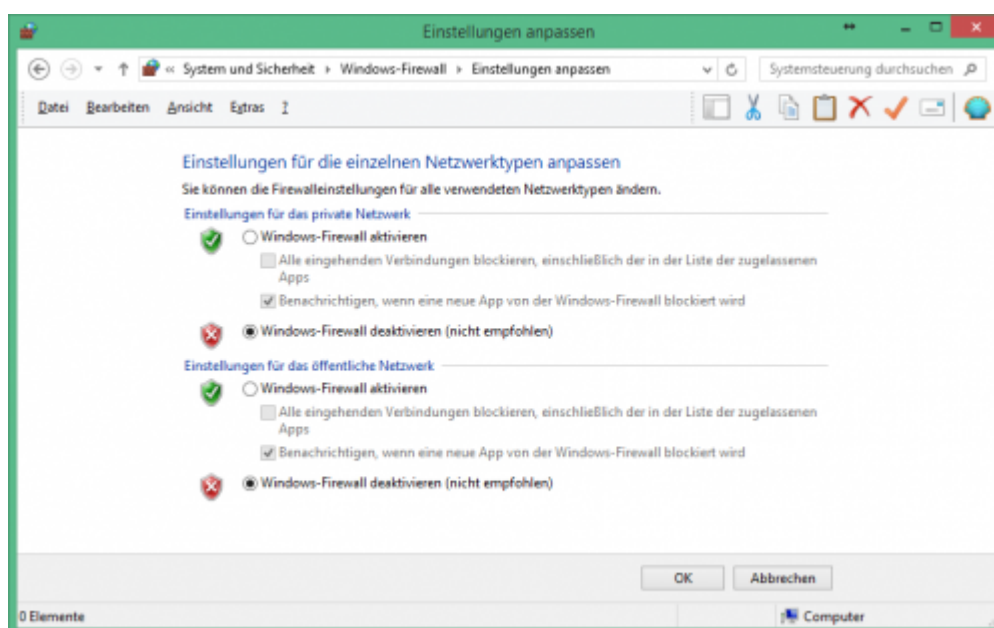 Einstellungen anpassen
« System und Sicherheit Windows-Firewall Einstellungen anpassen Systemsteuerung durchsuchen
Datei Bearbeiten Ansicht Extras ?
Einstellungen für die einzelnen Netzwerktypen anpassen
Sie können die Firewalleinstellungen für alle verwendeten Netzwerktypen ändern.
Einstellungen für das private Netzwerk
Windows-Firewall aktivieren
Alle eingehenden Verbindungen blockieren, einschließlich der in der Liste der zugelassenen
Apps
Benachrichtigen, wenn eine neue App von der Windows-Firewall blockiert wird
Windows-Firewall deaktivieren (nicht empfohlen)
Einstellungen für das öffentliche Netzwerk
Windows-Firewall aktivieren
Alle eingehenden Verbindungen blockieren, einschließlich der in der Liste der zugelassenen
Apps
Benachrichtigen, wenn eine neue App von der Windows-Firewall blockiert wird
Windows-Firewall deaktivieren (nicht empfohlen)
OK Abbrechen
0 Elemente Computer